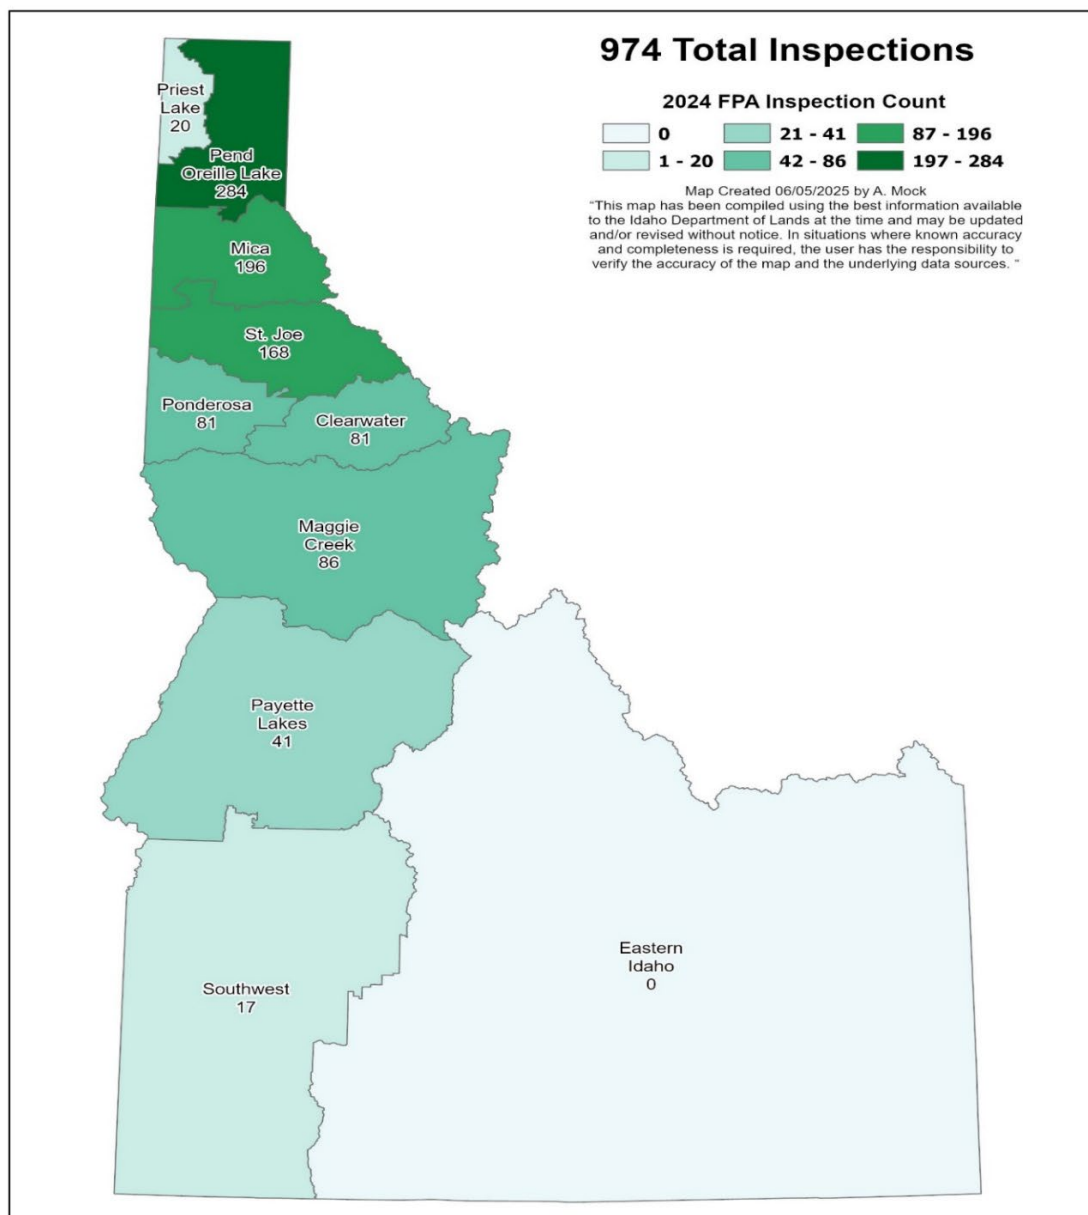 974 Total Inspections
2024 FPA Inspection Count
0
21 - 41
87 - 196
1 - 20
42 - 86
197 - 284
Map Created 06/05/2025 by A. Mock
"This map has been compiled using the best information available
to the Idaho Department of Lands at the time and may be updated
and/or revised without notice. In situations where known accuracy
and completeness is required, the user has the responsibility to
verify the accuracy of the map and the underlying data sources. "
Priest
Lake
20
Pend
Oreille Lake
284
Mica
196
St. Joe
168
Ponderosa
81
Clearwater
81
Maggie
Creek
86
Payette
Lakes
41
Eastern
Idaho
0
Southwest
17